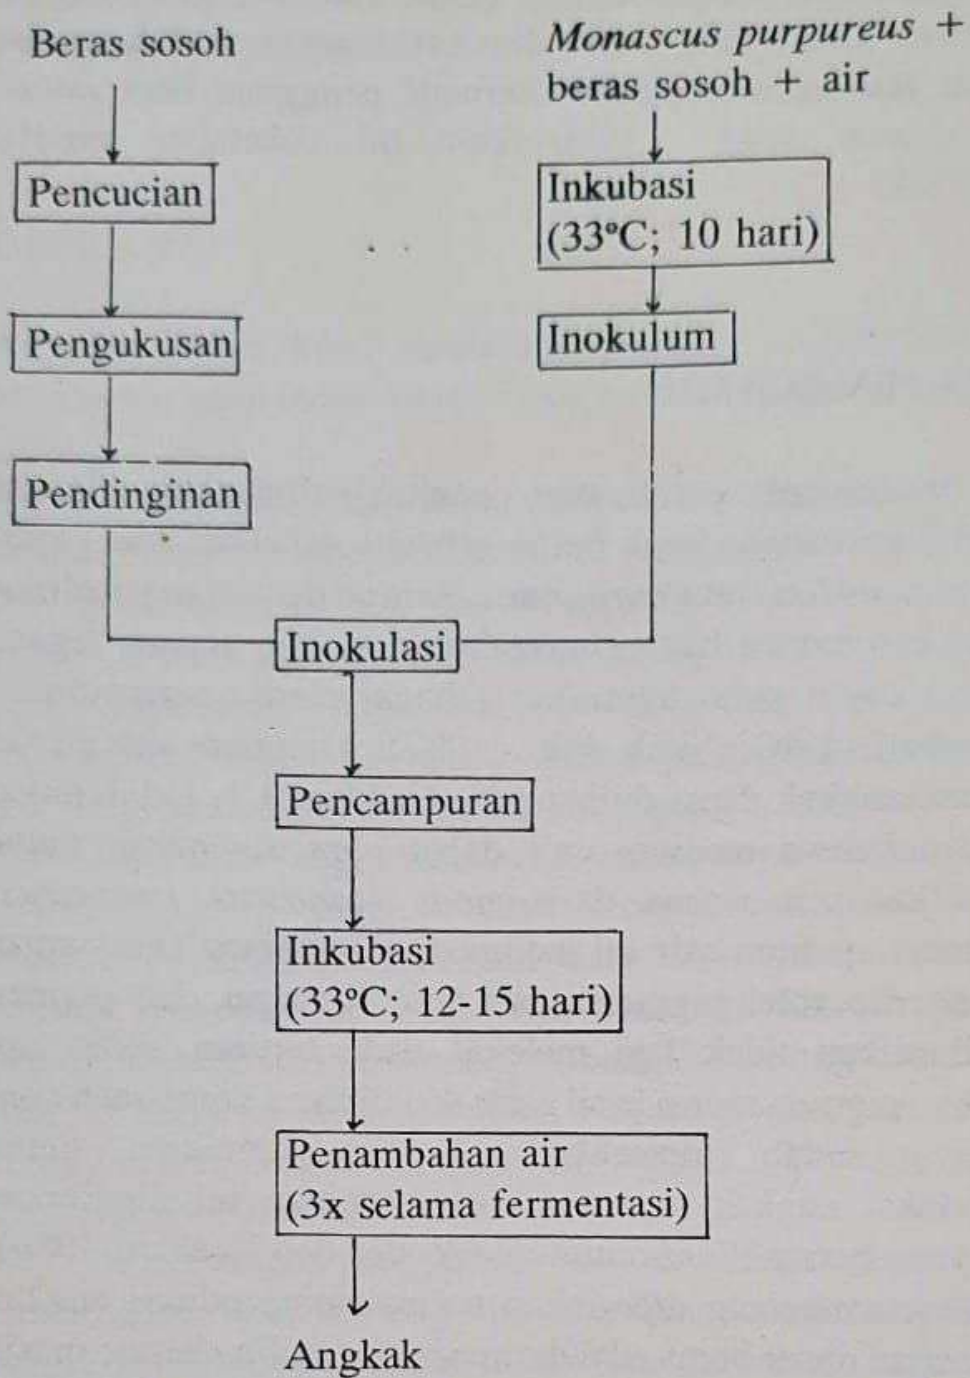 Beras sosoh
Pencucian
Pengukusan
Pendinginan
Monascus purpureus +
beras sosoh + air
Inkubasi
(33°C; 10 hari)
Inokulum
Inokulasi
Pencampuran
Inkubasi
(33°C; 12-15 hari)
Penambahan air
(3x selama fermentasi)
Angkak